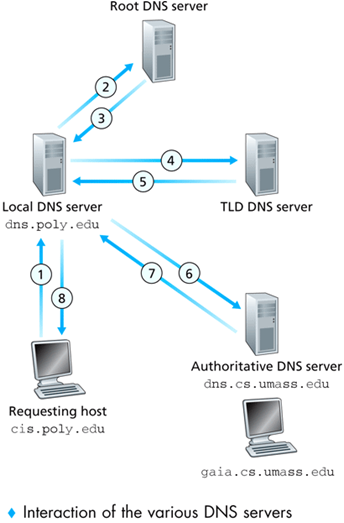 Root DNS server
2
3
4
5
Local DNS server
dns.poly.edu
TLD DNS server
1
8
7
6
Authoritative DNS server
dns.cs.umass.edu
Requesting host
cis.poly.edu
gaia.cs.umass.edu
♦ Interaction of the various DNS servers